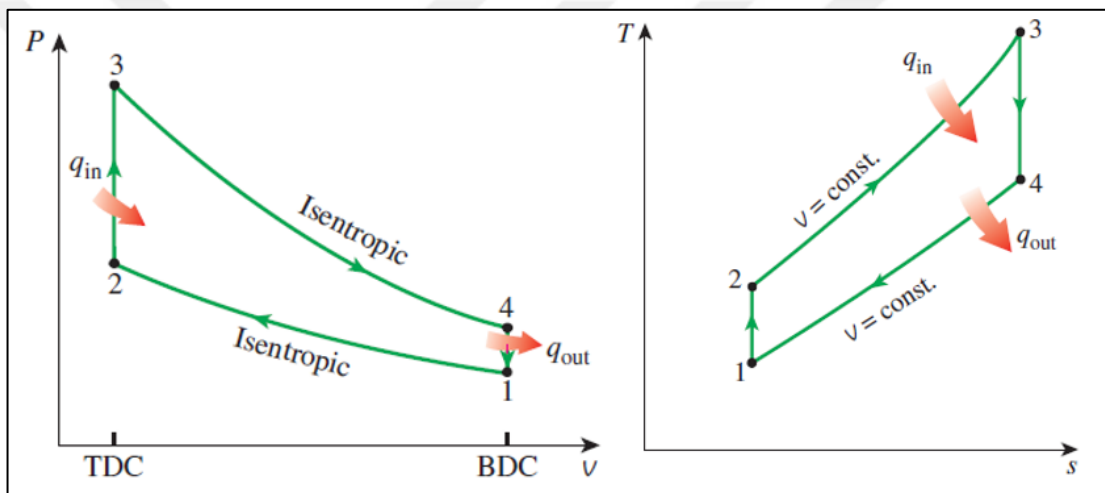 P
3
q_in
Isentropic
2
4
Isentropic
q_out
1
TDC
BDC
v
T
3
q_in
v = const.
4
2
q_out
v = const.
1
s